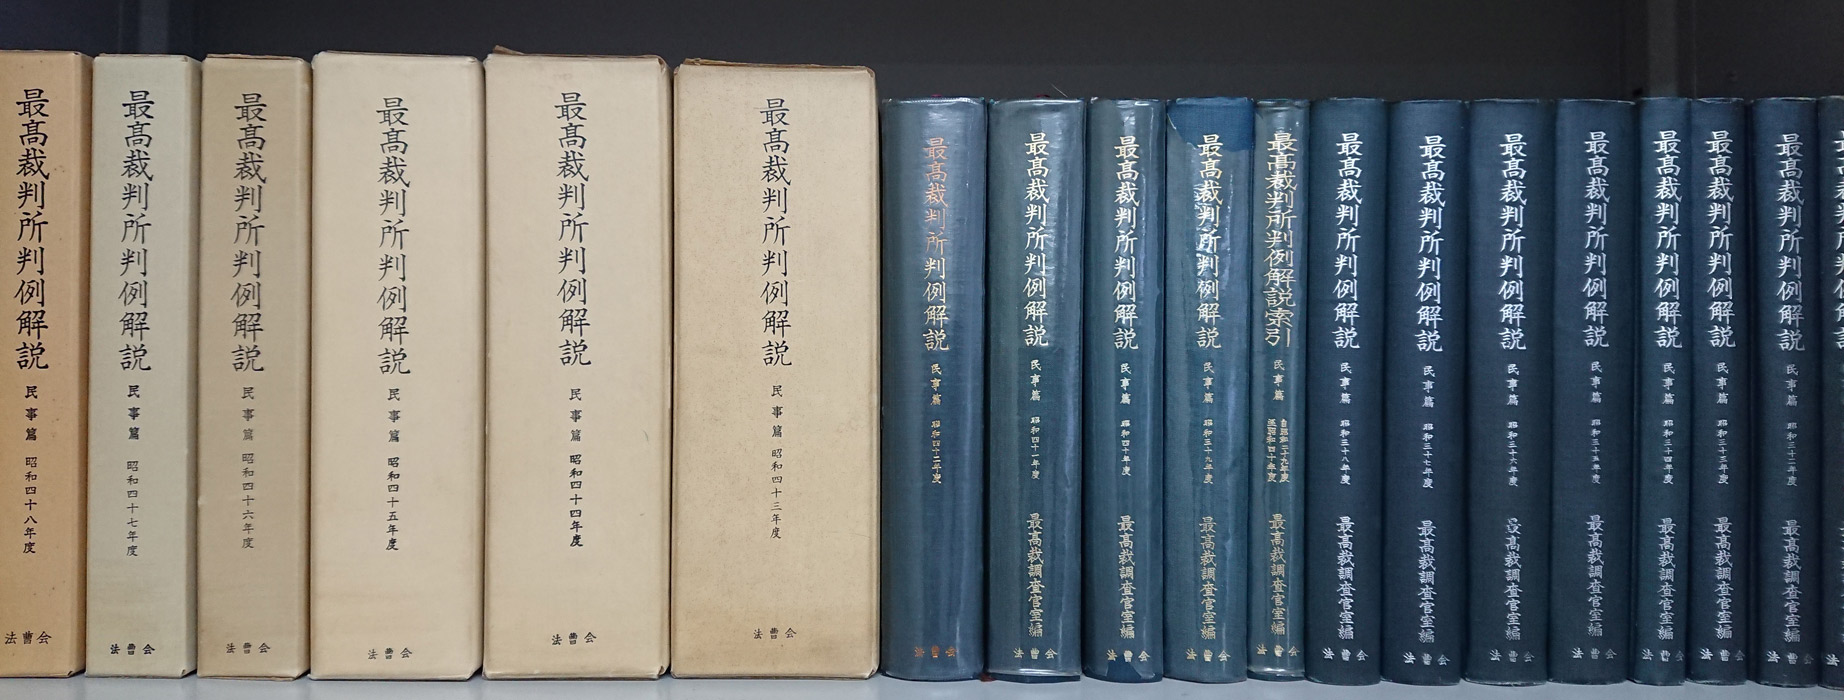 最高裁判所判例解説
民事篇
昭和四十八年度
法曹会
最高裁判所判例解説
民事篇
昭和四十七年度
法曹会
最高裁判所判例解説
民事篇
昭和四十六年度
法曹会
最高裁判所判例解説
民事篇
昭和四十五年度
法曹会
最高裁判所判例解説
民事篇
昭和四十四年度
法曹会
最高裁判所判例解説
民事篇
昭和四十三年度
法曹会
最高裁判所判例解説
民事篇
昭和四十二年度
法曹会
最高裁判所判例解説
民事篇
昭和四十一年度
最高裁調査官室編
法曹会
最高裁判所判例解説
民事篇
昭和四十年度
最高裁調査官室編
法曹会
最高裁判所判例解説
民事篇
昭和三十九年度
最高裁調査官室編
法曹会
最高裁判所判例解説索引
民事篇
自昭和二十九年度
至昭和四十年度
最高裁調査官室編
法曹会
最高裁判所判例解説
民事篇
昭和三十八年度
最高裁調査官室編
法曹会
最高裁判所判例解説
民事篇
昭和三十七年度
最高裁調査官室編
法曹会
最高裁判所判例解説
民事篇
昭和三十六年度
最高裁調査官室編
法曹会
最高裁判所判例解説
民事篇
昭和三十五年度
最高裁調査官室編
法曹会
最高裁判所判例解説
民事篇
昭和三十四年度
最高裁調査官室編
法曹会
最高裁判所判例解説
民事篇
昭和三十三年度
最高裁調査官室編
法曹会
最高裁判所判例解説
民事篇
昭和三十二年度
最高裁調査官室編
法曹会